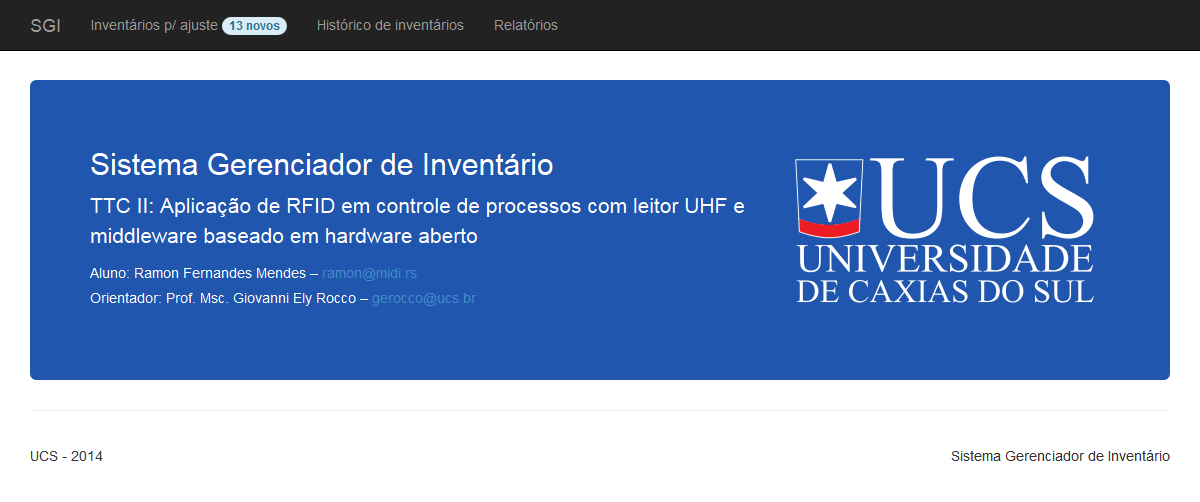 SGI Inventários p/ ajuste 13 novos Histórico de inventários Relatórios
Sistema Gerenciador de Inventário
TTC II: Aplicação de RFID em controle de processos com leitor UHF e
middleware baseado em hardware aberto
Aluno: Ramon Fernandes Mendes – ramon@midi.rs
Orientador: Prof. Msc. Giovanni Ely Rocco – gerocco@ucs.br
UCS
UNIVERSIDADE
DE CAXIAS DO SUL
UCS - 2014 Sistema Gerenciador de Inventário